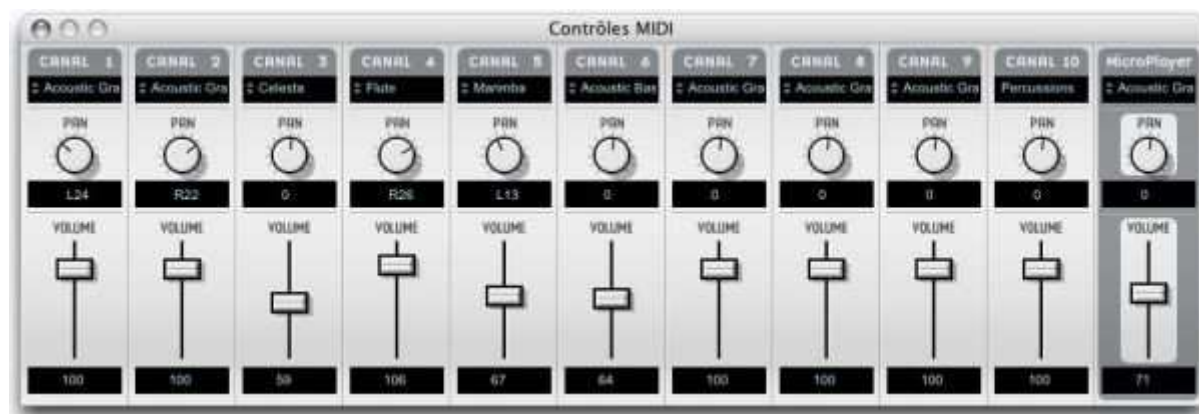 Contrôles MIDI
CANAL 1 CANAL 2 CANAL 3 CANAL 4 CANAL 5 CANAL 6 CANAL 7 CANAL 8 CANAL 9 CANAL 10 MicroPlayer
Acoustic Gra Acoustic Gra Celesta Flute Marimba Acoustic Bas Acoustic Gra Acoustic Gra Acoustic Gra Percussions Acoustic Gra
PAN PAN PAN PAN PAN PAN PAN PAN PAN PAN PAN
L24 R22 0 R26 L13 0 0 0 0 0 0
VOLUME VOLUME VOLUME VOLUME VOLUME VOLUME VOLUME VOLUME VOLUME VOLUME VOLUME
100 100 59 106 67 64 100 100 100 100 71